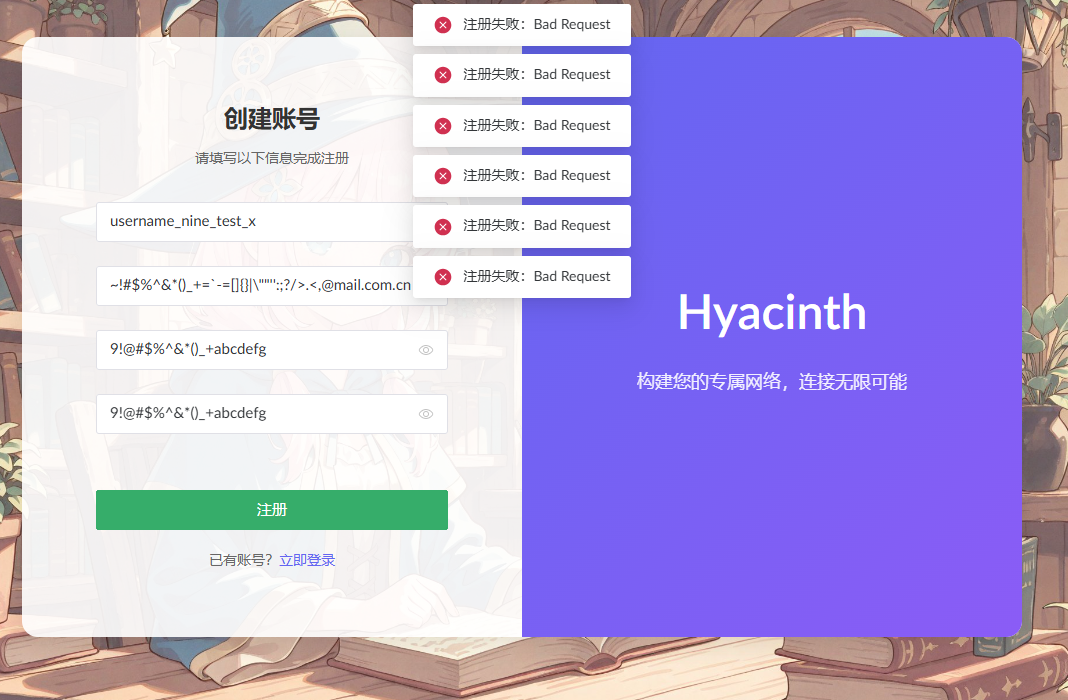 注册失败：Bad Request
注册失败：Bad Request
注册失败：Bad Request
注册失败：Bad Request
注册失败：Bad Request
注册失败：Bad Request
创建账号
请填写以下信息完成注册
username_nine_test_x
~!#$%^&*()_+=`-=[]{}|\""'':;?/>.<,@mail.com.cn
9!@#$%^&*()_+abcdefg
9!@#$%^&*()_+abcdefg
注册
已有账号？立即登录
Hyacinth
构建您的专属网络，连接无限可能